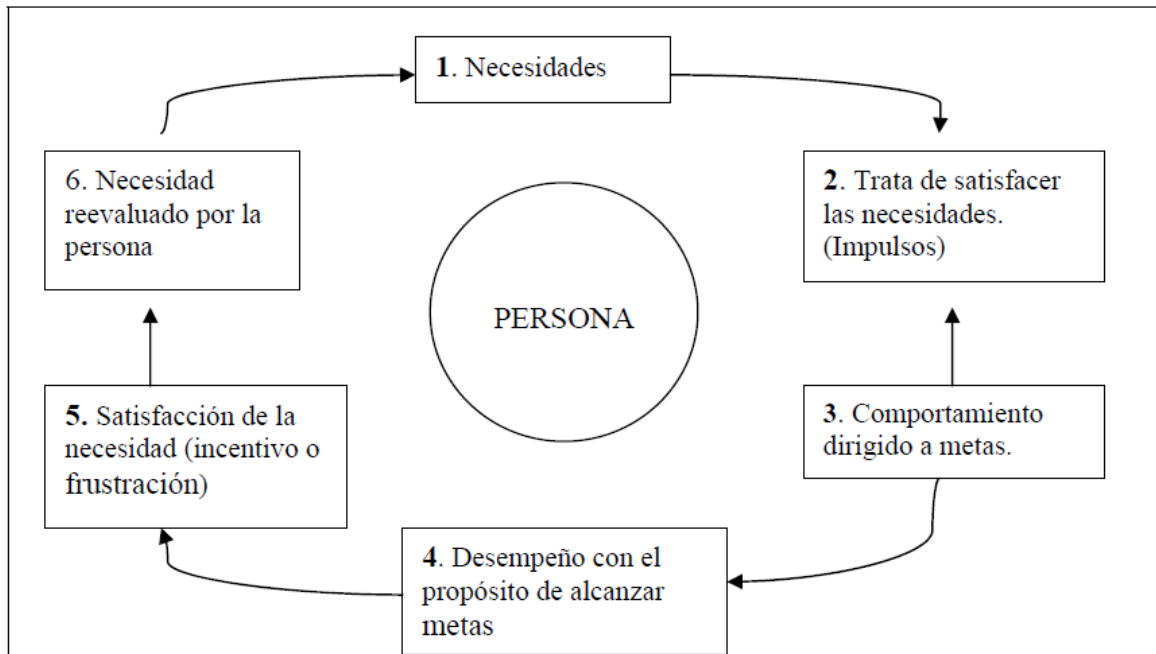 1. Necesidades
2. Trata de satisfacer
las necesidades.
(Impulsos)
3. Comportamiento
dirigido a metas.
4. Desempeño con el
propósito de alcanzar
metas
5. Satisfacción de la
necesidad (incentivo o
frustración)
6. Necesidad
reevaluado por la
persona
PERSONA